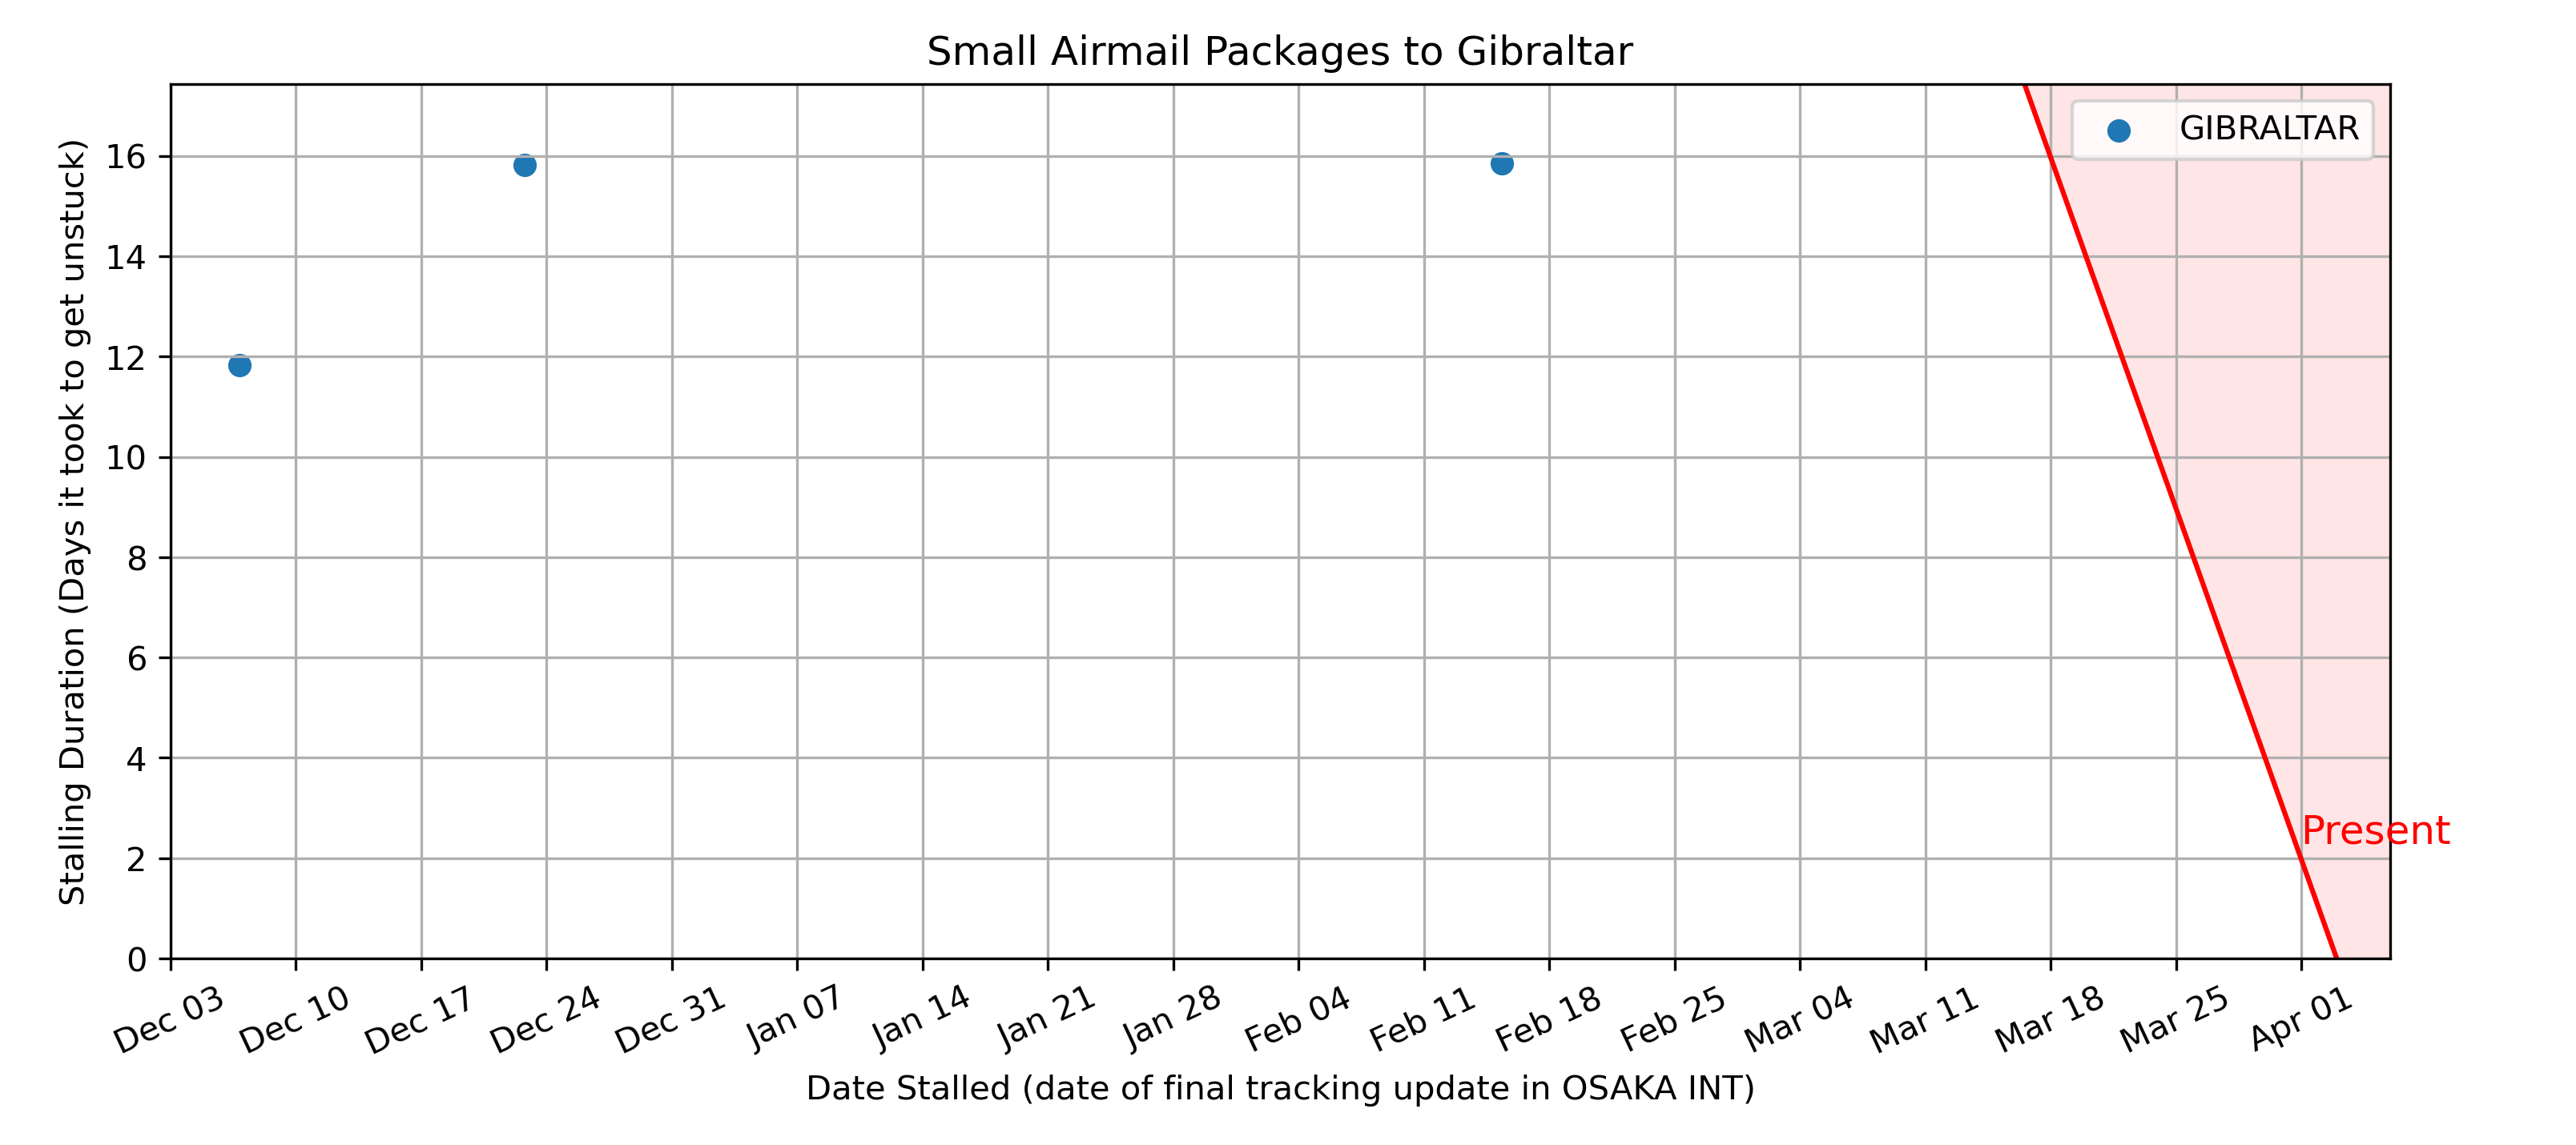 Small Airmail Packages to Gibraltar
GIBRALTAR
Stalling Duration (Days it took to get unstuck)
16
14
12
10
8
6
4
2
0
Present
Dec 03 Dec 10 Dec 17 Dec 24 Dec 31 Jan 07 Jan 14 Jan 21 Jan 28 Feb 04 Feb 11 Feb 18 Feb 25 Mar 04 Mar 11 Mar 18 Mar 25 Apr 01
Date Stalled (date of final tracking update in OSAKA INT)